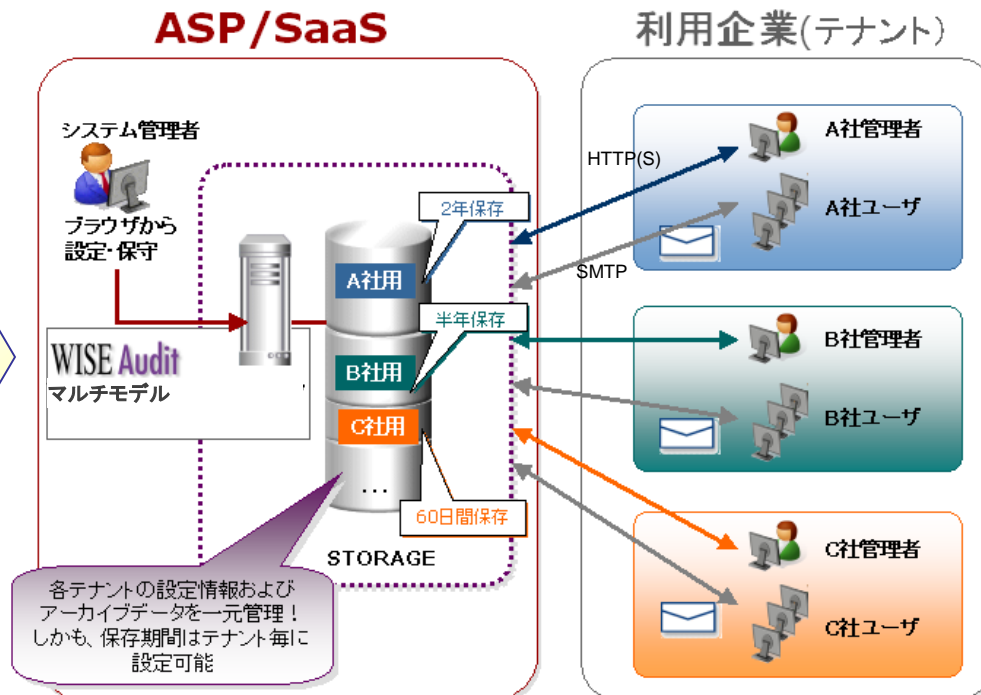 ASP/SaaS
利用企業(テナント)
システム管理者
ブラウザから
設定・保守
WISE Audit
マルチモデル
A社用
2年保存
B社用
半年保存
C社用
60日間保存
...
STORAGE
各テナントの設定情報および
アーカイブデータを一元管理！
しかも、保存期間はテナント毎に
設定可能
HTTP(S)
SMTP
A社管理者
A社ユーザ
B社管理者
B社ユーザ
C社管理者
C社ユーザ